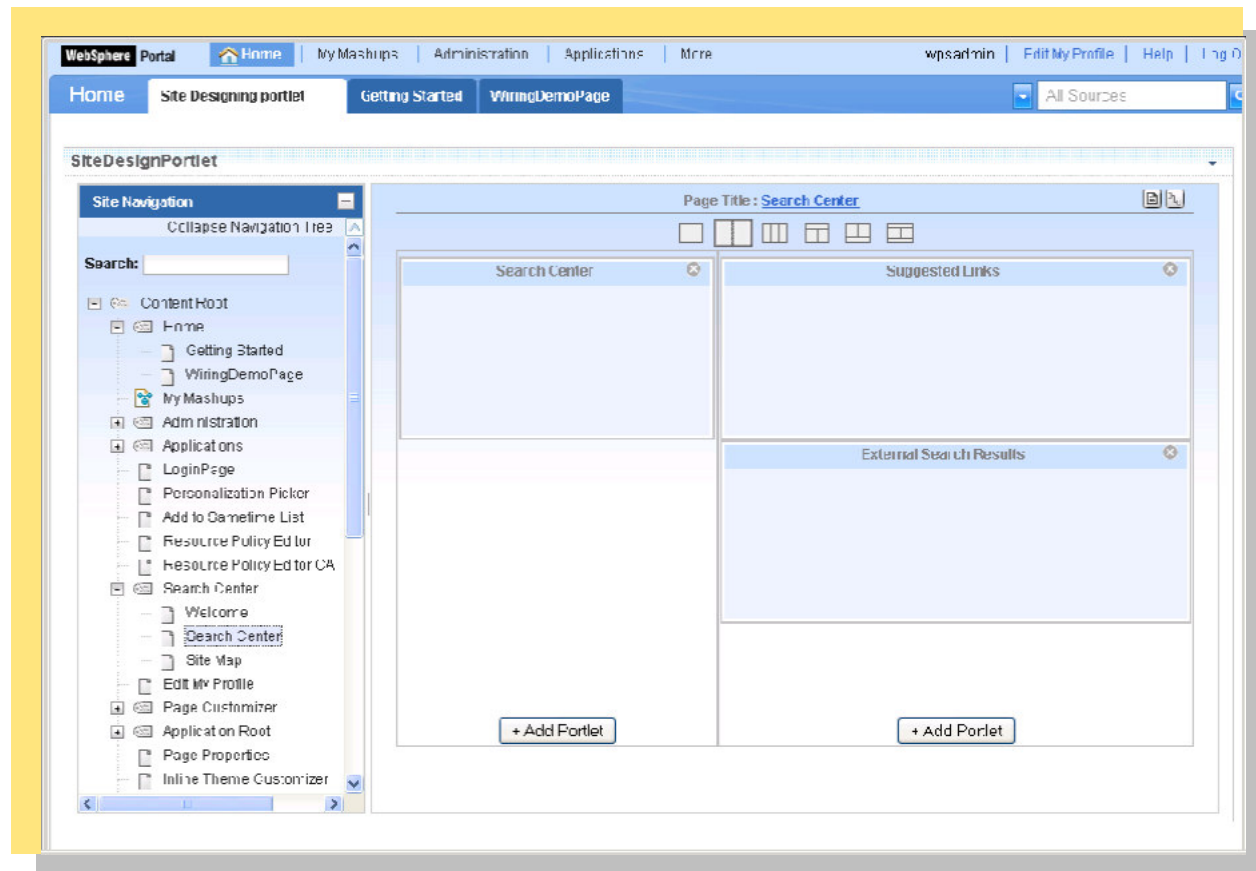 WebSphere Portal Home My Mashups Administration Applications More wpsadmin Edit My Profile Help Log O
Home Site Designing portlet Getting Started WiringDemoPage All Sources
SiteDesignPortlet
Site Navigation
Collapse Navigation Tree
Search:
Content Root
Home
Getting Started
WiringDemoPage
My Mashups
Administration
Applications
LoginPage
Personalization Picker
Add to Sametime List
Resource Policy Editor
Resource Policy Editor CA
Search Center
Welcome
Search Center
Site Map
Edit My Profile
Page Customizer
Application Root
Page Properties
Inline Theme Customizer
Page Title : Search Center
Search Center
Suggested Links
External Search Results
+ Add Portlet
+ Add Portlet